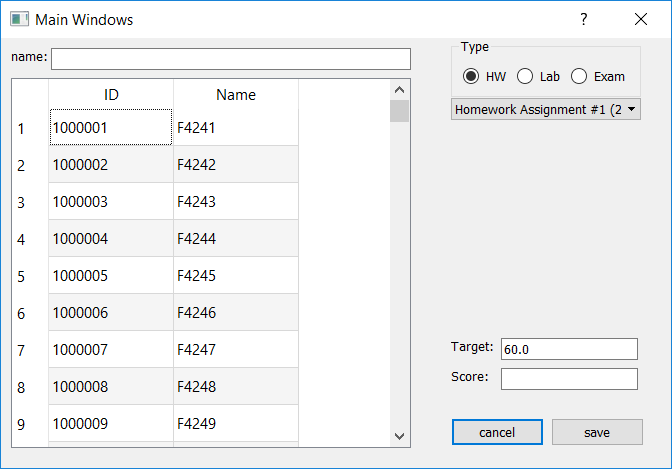 Main Windows
?
name:
ID Name
1 1000001 F4241
2 1000002 F4242
3 1000003 F4243
4 1000004 F4244
5 1000005 F4245
6 1000006 F4246
7 1000007 F4247
8 1000008 F4248
9 1000009 F4249
Type
HW Lab Exam
Homework Assignment #1 (2
Target: 60.0
Score:
cancel save